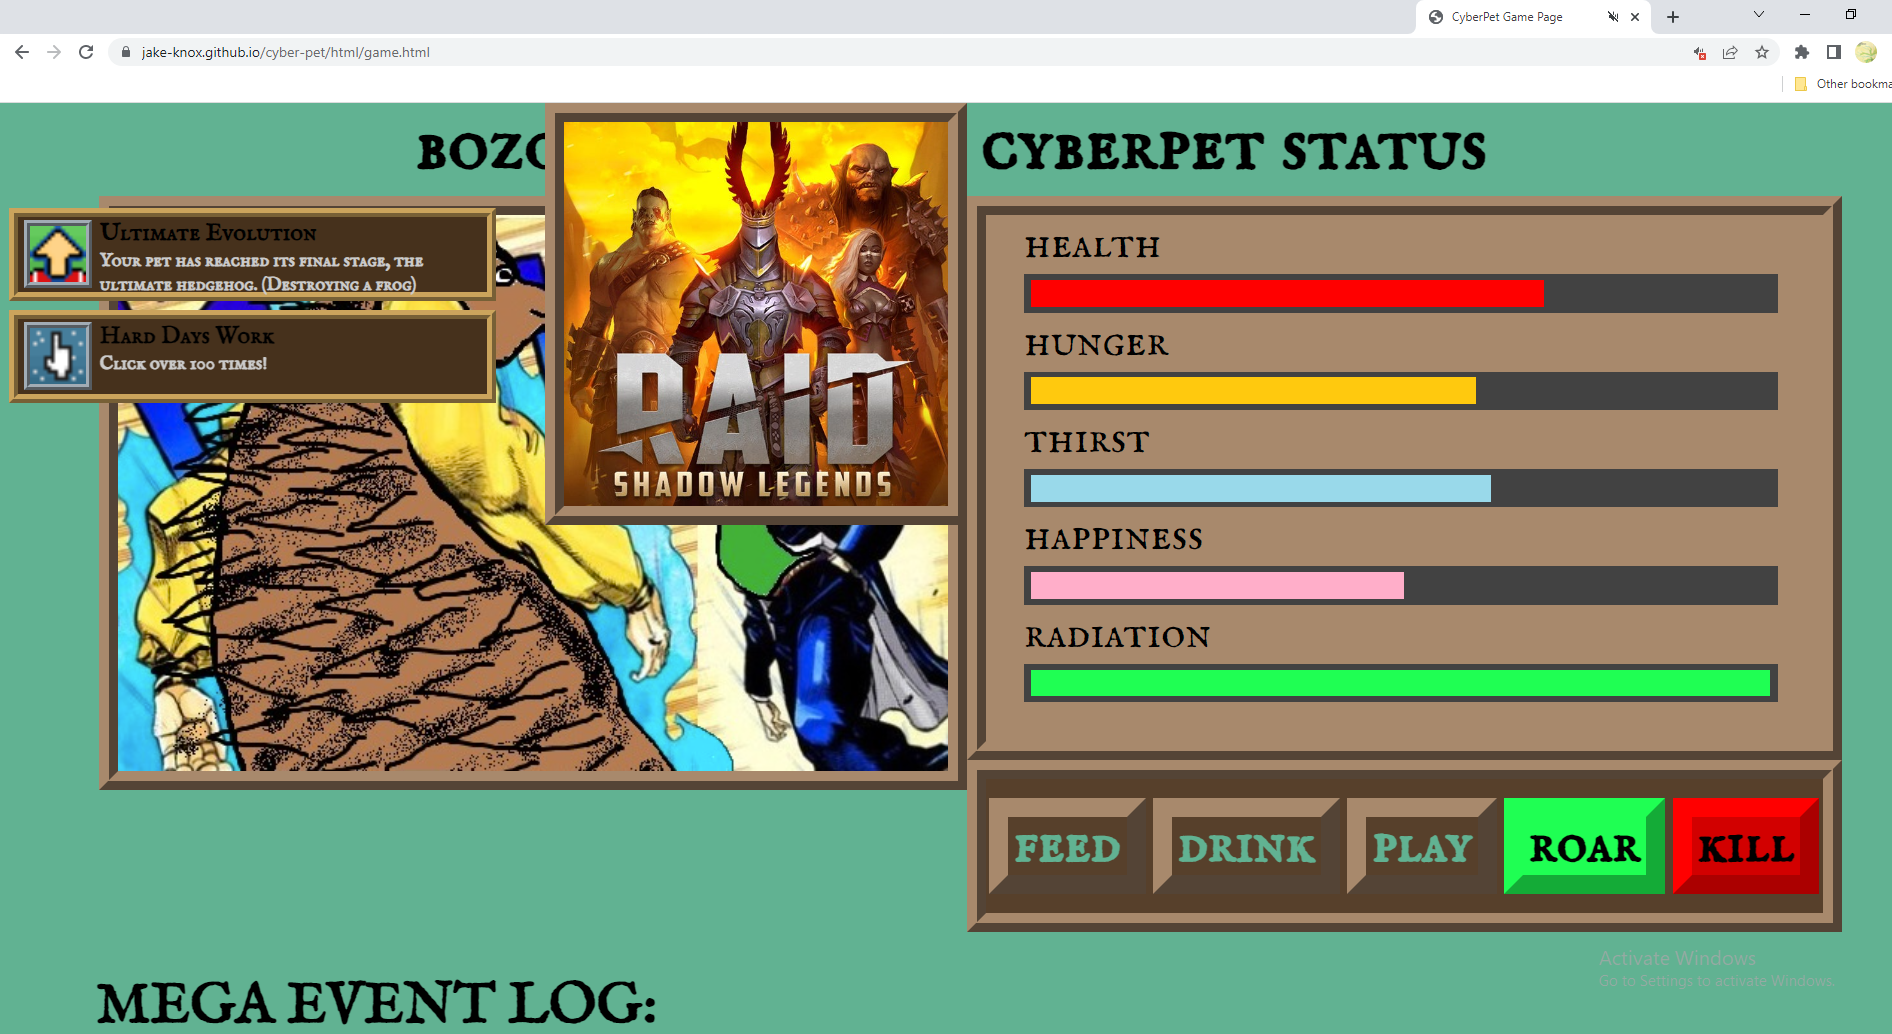 CyberPet Game Page
jake-knox.github.io/cyber-pet/html/game.html
Other bookma
BOZO
CYBERPET STATUS
Ultimate Evolution
Your pet has reached its final stage, the
ultimate hedgehog. (Destroying a frog)
Hard Days Work
Click over 100 times!
RAID
SHADOW LEGENDS
HEALTH
HUNGER
THIRST
HAPPINESS
RADIATION
FEED
DRINK
PLAY
ROAR
KILL
Activate Windows
Go to Settings to activate Windows.
MEGA EVENT LOG: